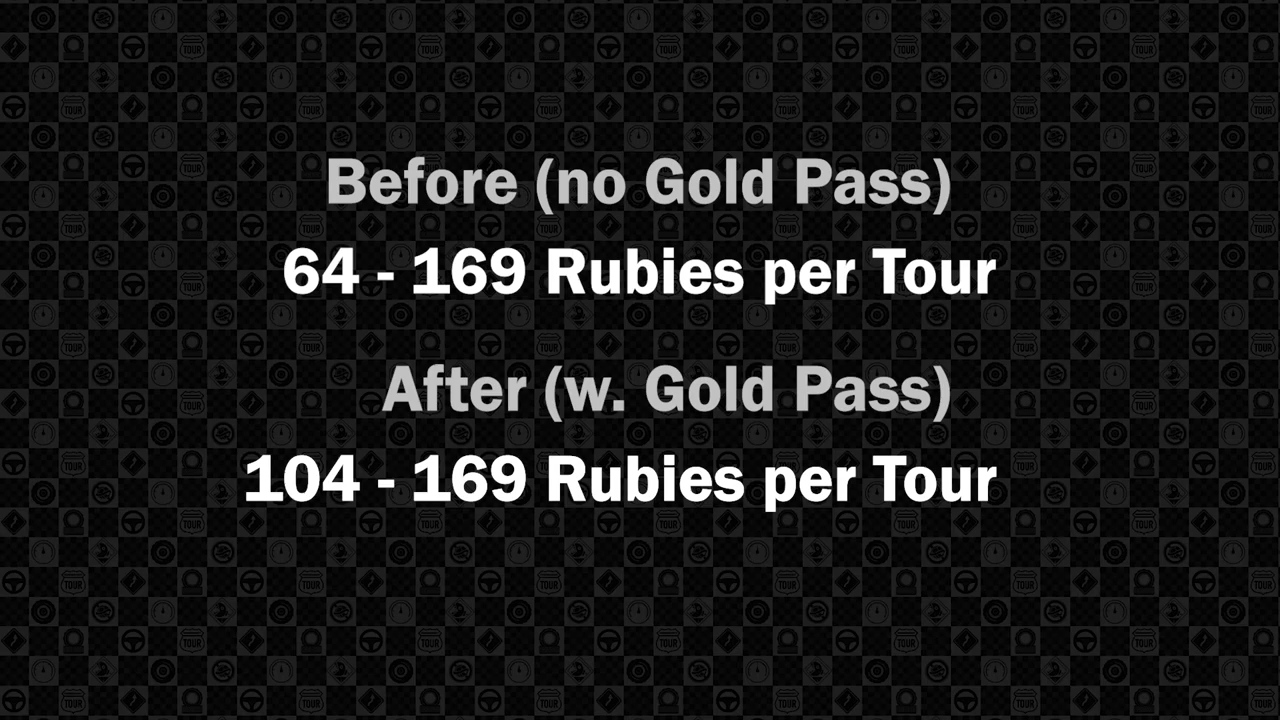 Before (no Gold Pass)
64 - 169 Rubies per Tour
After (w. Gold Pass)
104 - 169 Rubies per Tour